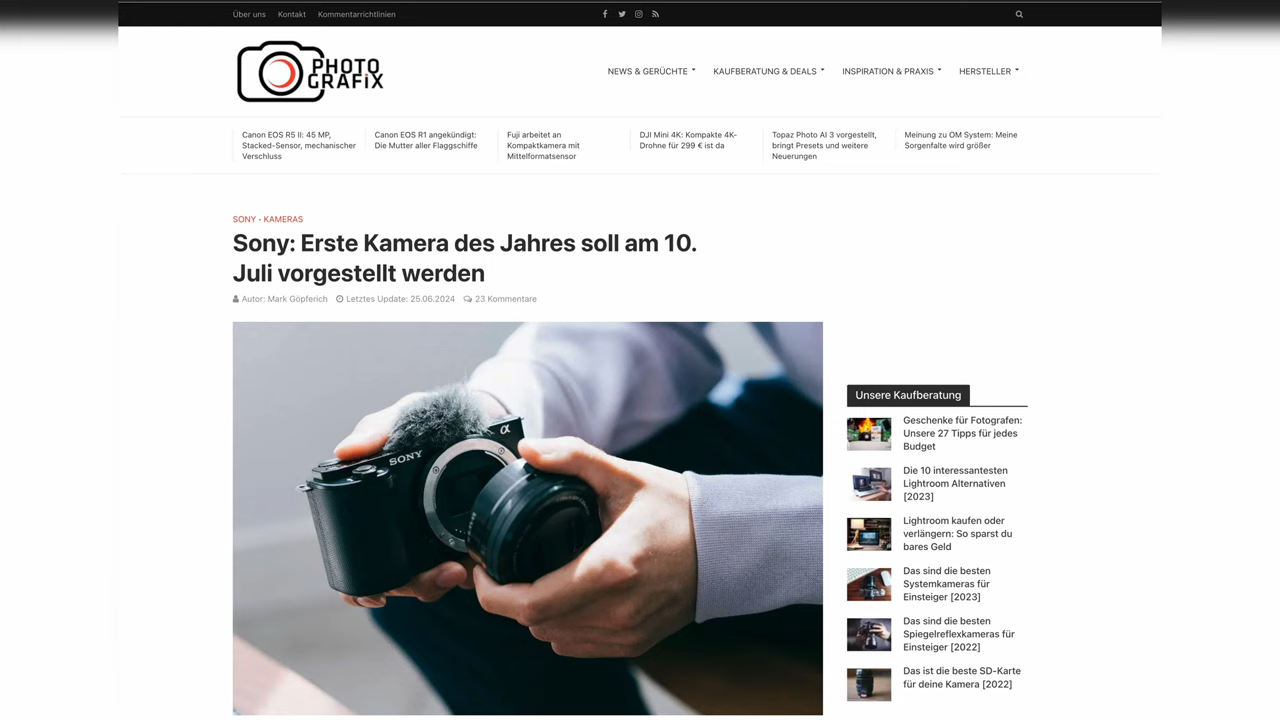 Über uns Kontakt Kommentarrichtlinien
PHOTO
GRAFiX
NEWS & GERÜCHTE KAUFBERATUNG & DEALS INSPIRATION & PRAXIS HERSTELLER
Canon EOS R5 II: 45 MP,
Stacked-Sensor, mechanischer
Verschluss
Canon EOS R1 angekündigt:
Die Mutter aller Flaggschiffe
Fuji arbeitet an
Kompaktkamera mit
Mittelformatsensor
DJI Mini 4K: Kompakte 4K-
Drohne für 299 € ist da
Topaz Photo AI 3 vorgestellt,
bringt Presets und weitere
Neuerungen
Meinung zu OM System: Meine
Sorgenfalte wird größer
SONY • KAMERAS
Sony: Erste Kamera des Jahres soll am 10.
Juli vorgestellt werden
Autor: Mark Göpferich Letztes Update: 25.06.2024 23 Kommentare
SONY
α
Unsere Kaufberatung
Geschenke für Fotografen:
Unsere 27 Tipps für jedes
Budget
Die 10 interessantesten
Lightroom Alternativen
[2023]
Lightroom kaufen oder
verlängern: So sparst du
bares Geld
Das sind die besten
Systemkameras für
Einsteiger [2023]
Das sind die besten
Spiegelreflexkameras für
Einsteiger [2022]
Das ist die beste SD-Karte
für deine Kamera [2022]